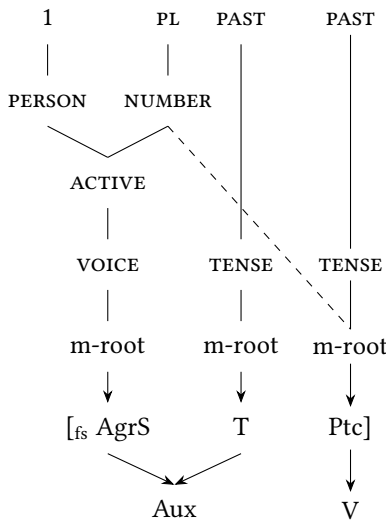 1 PL PAST PAST
PERSON NUMBER
ACTIVE
VOICE TENSE TENSE
m-root m-root m-root
[fs AgrS T Ptc]
Aux V